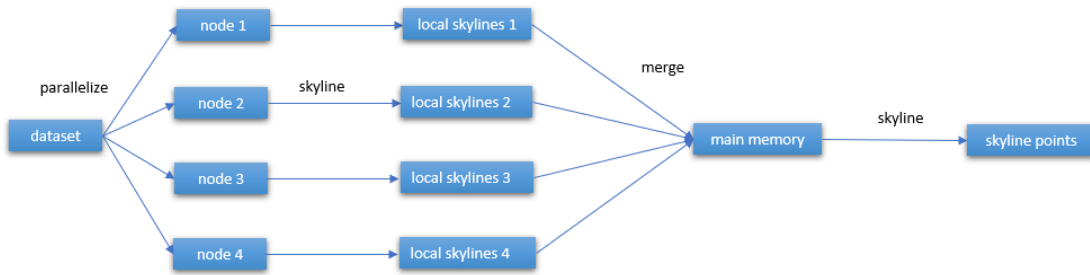 node 1
local skylines 1
merge
parallelize
skyline
node 2
local skylines 2
dataset
main memory
skyline
skyline points
node 3
local skylines 3
node 4
local skylines 4